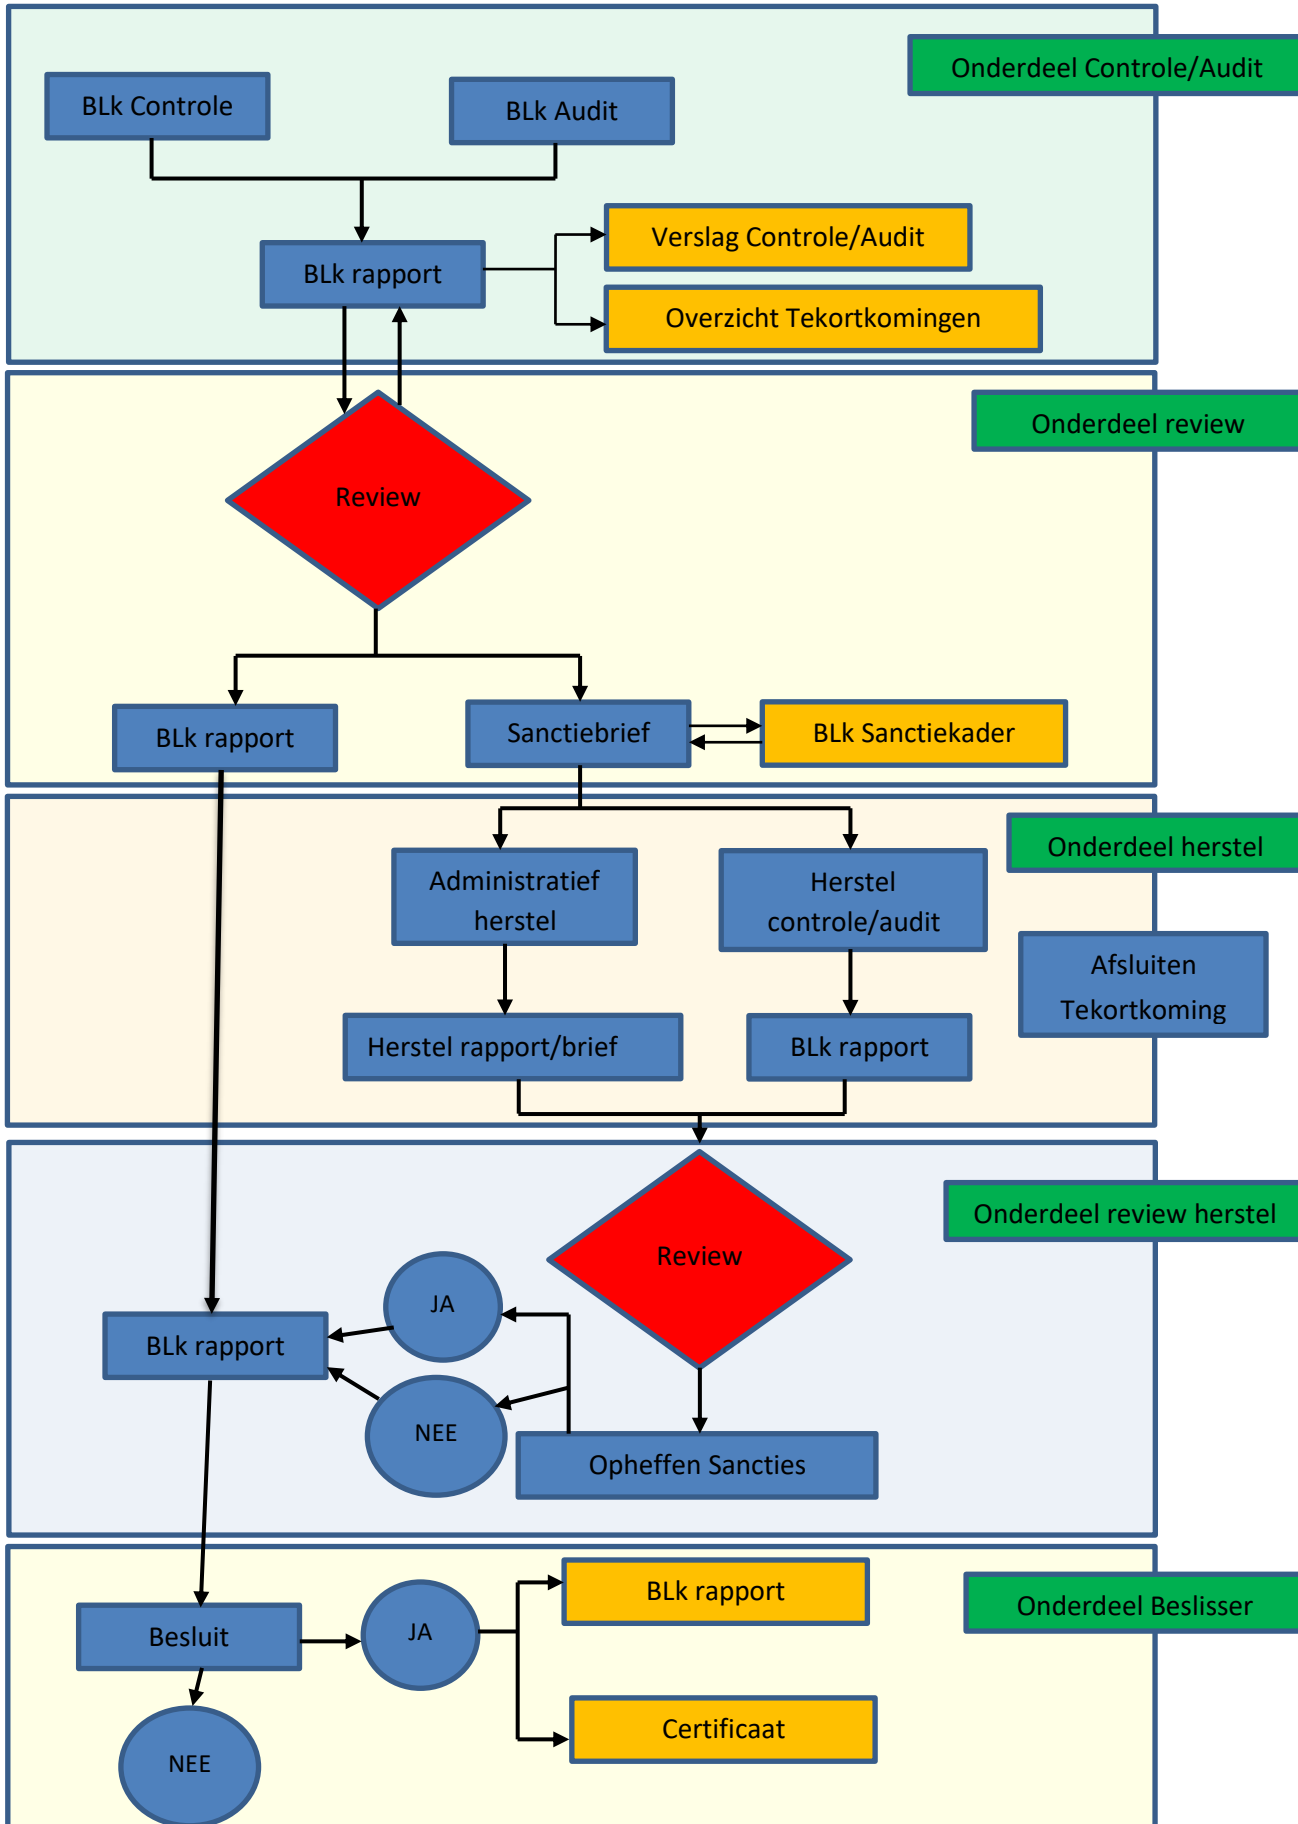 Onderdeel Controle/Audit
BLk Controle
BLk Audit
Verslag Controle/Audit
BLk rapport
Overzicht Tekortkomingen
Onderdeel review
Review
BLk rapport
Sanctiebrief
BLk Sanctiekader
Onderdeel herstel
Administratief
herstel
Herstel
controle/audit
Afsluiten
Tekortkoming
Herstel rapport/brief
BLk rapport
Onderdeel review herstel
Review
JA
BLk rapport
NEE
Opheffen Sancties
BLk rapport
Onderdeel Beslisser
Besluit
JA
Certificaat
NEE